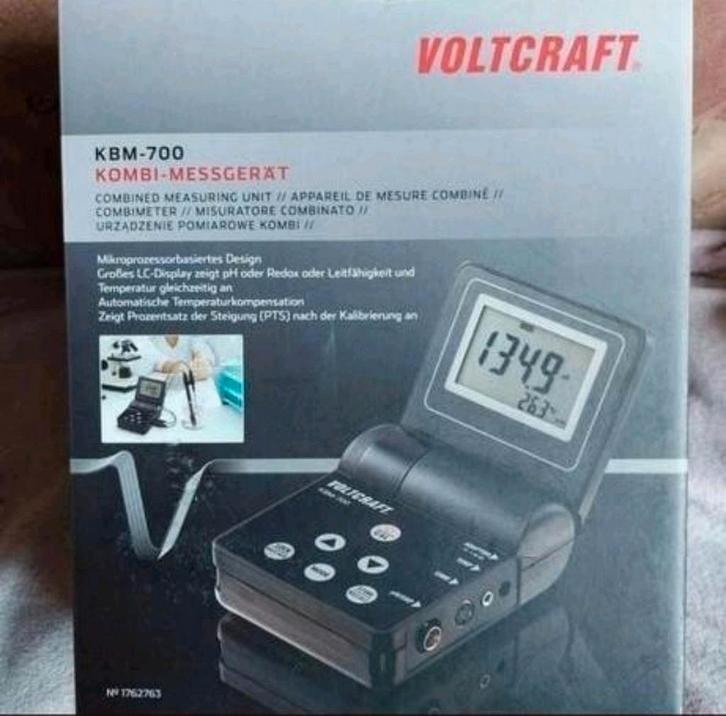 VOLTCRAFT
KBM-700
KOMBI-MESSGERÄT
COMBINED MEASURING UNIT // APPAREIL DE MESURE COMBINÉ //
COMBIMETER // MISURATORE COMBINATO //
URZĄDZENIE POMIAROWE KOMBI //
Mikroprozessorbasiertes Design
Großes LC-Display zeigt pH oder Redox oder Leitfähigkeit und
Temperatur gleichzeitig an
Automatische Temperaturkompensation
Zeigt Prozentsatz der Steigung (PTS) nach der Kalibrierung an
134.9
26.3
VOLTCRAFT
KBM-700
Nº 1762763